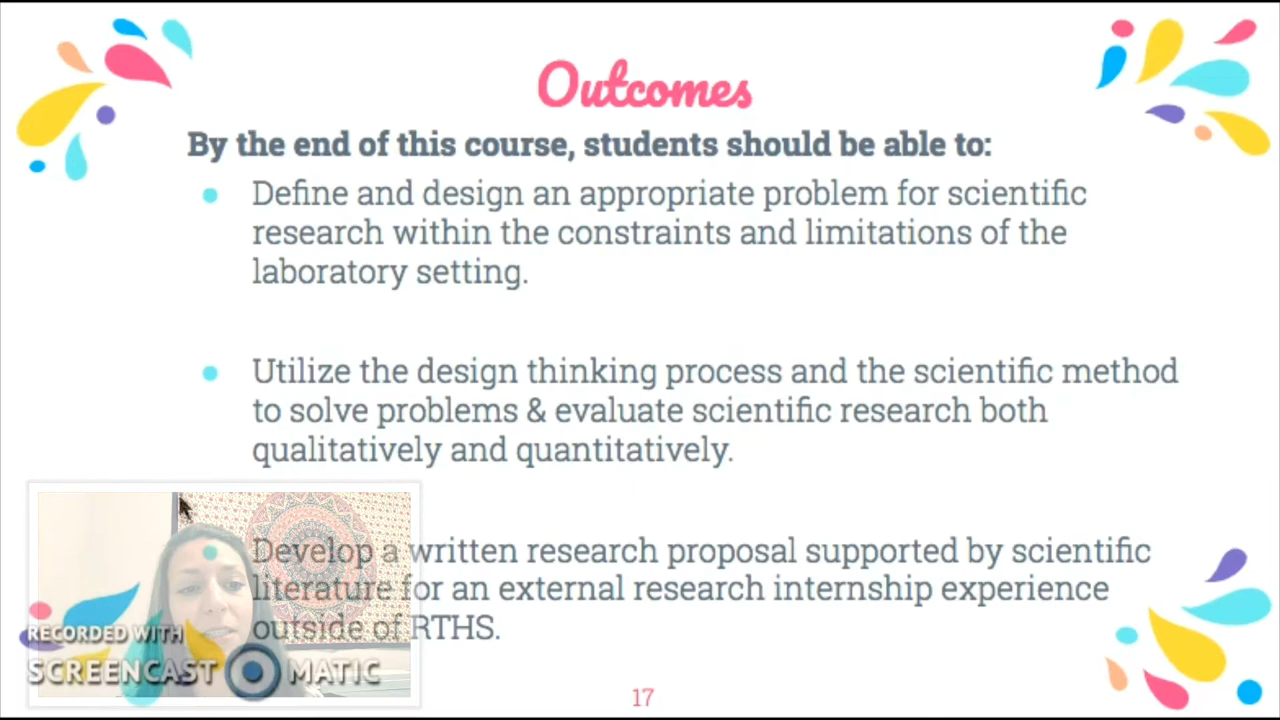 Outcomes
By the end of this course, students should be able to:
Define and design an appropriate problem for scientific
research within the constraints and limitations of the
laboratory setting.
Utilize the design thinking process and the scientific method
to solve problems & evaluate scientific research both
qualitatively and quantitatively.
Develop a written research proposal supported by scientific
literature for an external research internship experience
outside of RTHS.
RECORDED WITH
SCREENCAST MATIC
17